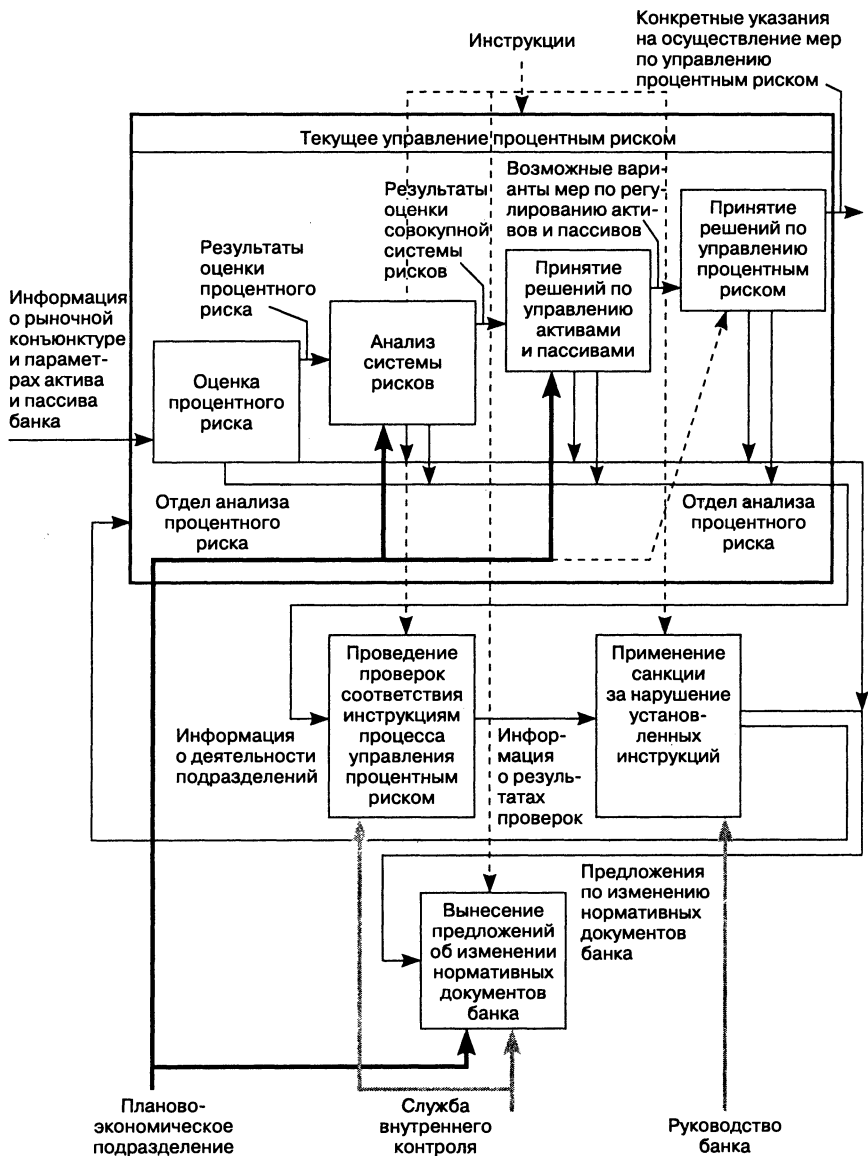 Инструкции
Конкретные указания
на осуществление мер
по управлению
процентным риском
Текущее управление процентным риском
Возможные вари-
анты мер по регу-
лированию акти-
вов и пассивов
Результаты
оценки
совокупной
системы
рисков
Принятие
решений по
управлению
процентным
риском
Результаты
оценки
процентного
риска
Принятие
решений по
управлению
активами
и пассивами
Информация
о рыночной
конъюнктуре
и парамет-
рах актива
и пассива
банка
Анализ
системы
рисков
Оценка
процентного
риска
Отдел анализа
процентного
риска
Отдел анализа
процентного
риска
Проведение
проверок
соответствия
инструкциям
процесса
управления
процентным
риском
Применение
санкции
за нарушение
установ-
ленных
инструкций
Информация
о деятельности
подразделений
Инфор-
мация
о резуль-
татах
проверок
Предложения
по изменению
нормативных
документов
банка
Вынесение
предложений
об изменении
нормативных
документов
банка
Планово-
экономическое
подразделение
Служба
внутреннего
контроля
Руководство
банка